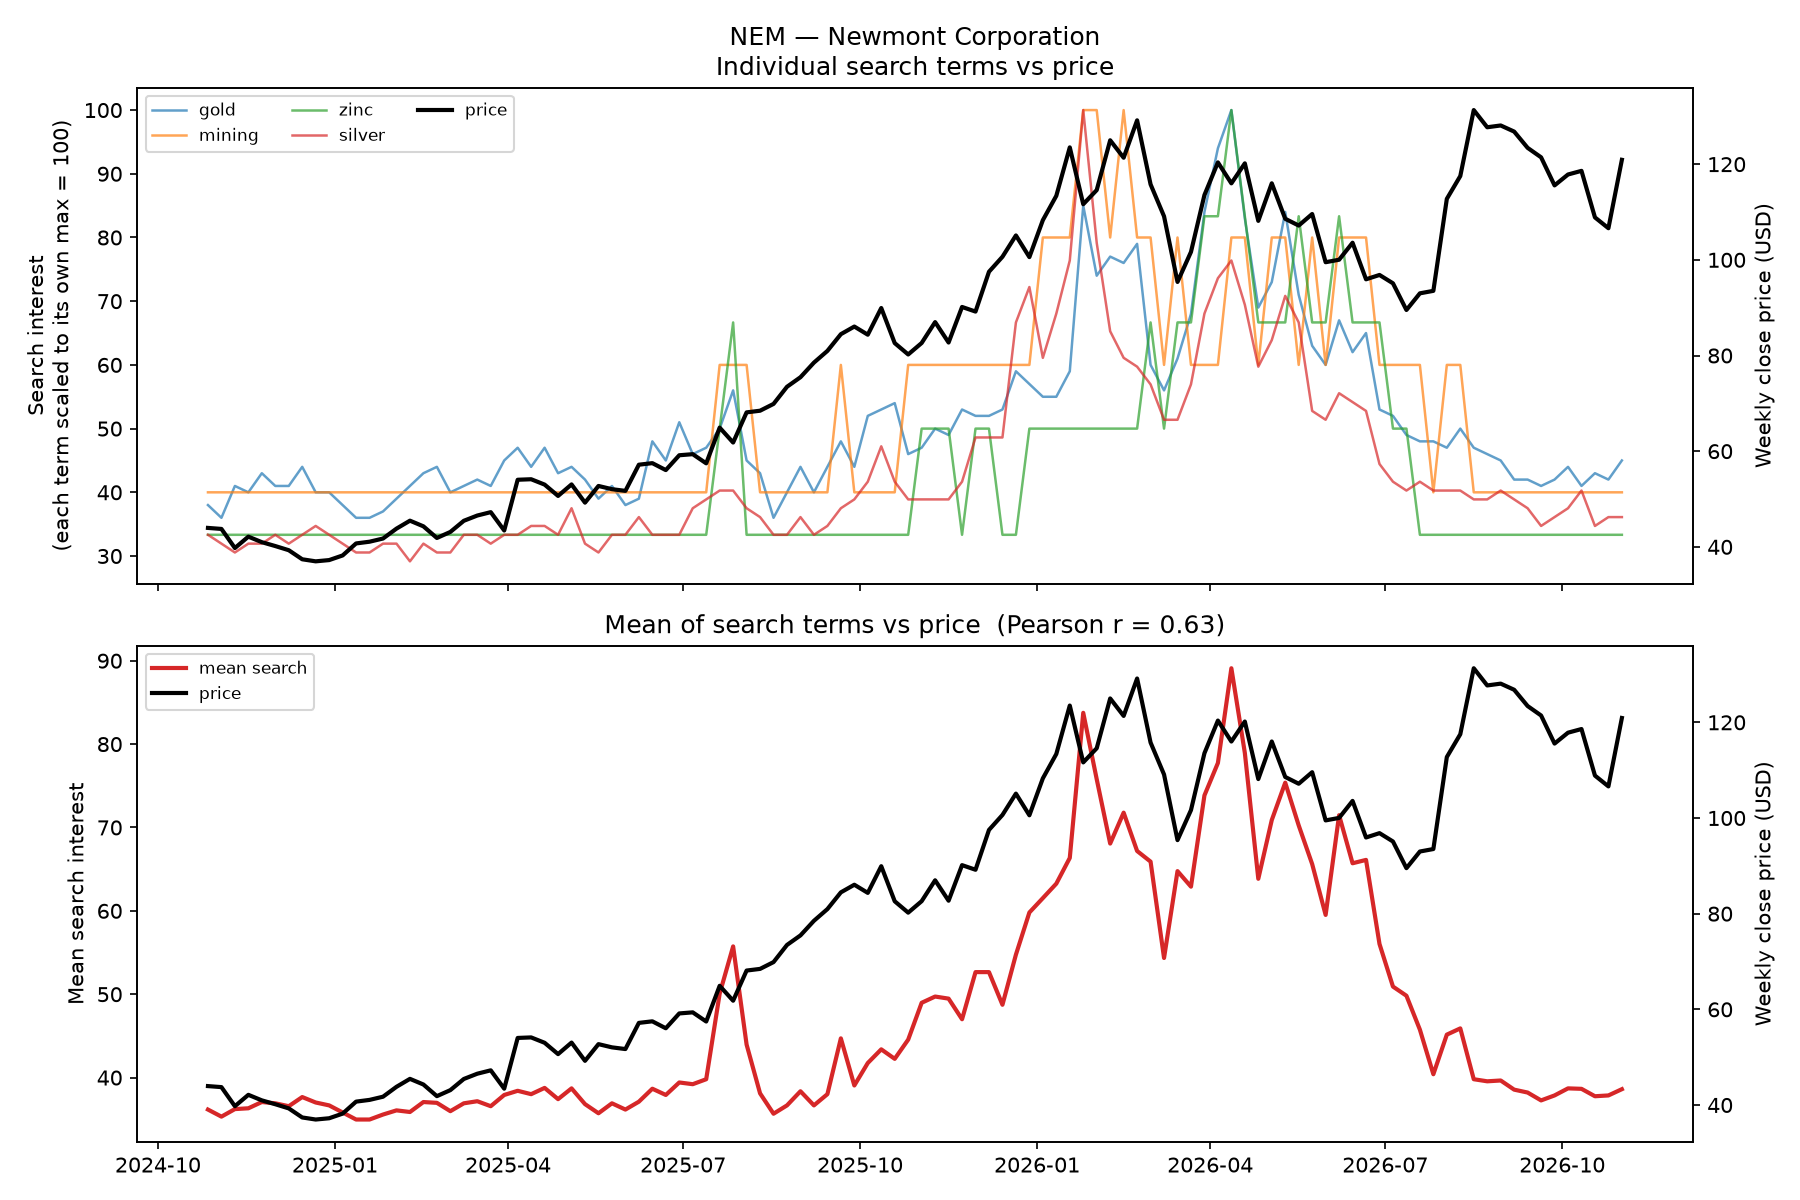 NEM — Newmont Corporation
Individual search terms vs price
gold
mining
zinc
silver
price
Search interest
(each term scaled to its own max = 100)
100
90
80
70
60
50
40
30
120
100
80
60
40
Weekly close price (USD)
Mean of search terms vs price (Pearson r = 0.63)
mean search
price
Mean search interest
90
80
70
60
50
40
120
100
80
60
40
Weekly close price (USD)
2024-10
2025-01
2025-04
2025-07
2025-10
2026-01
2026-04
2026-07
2026-10